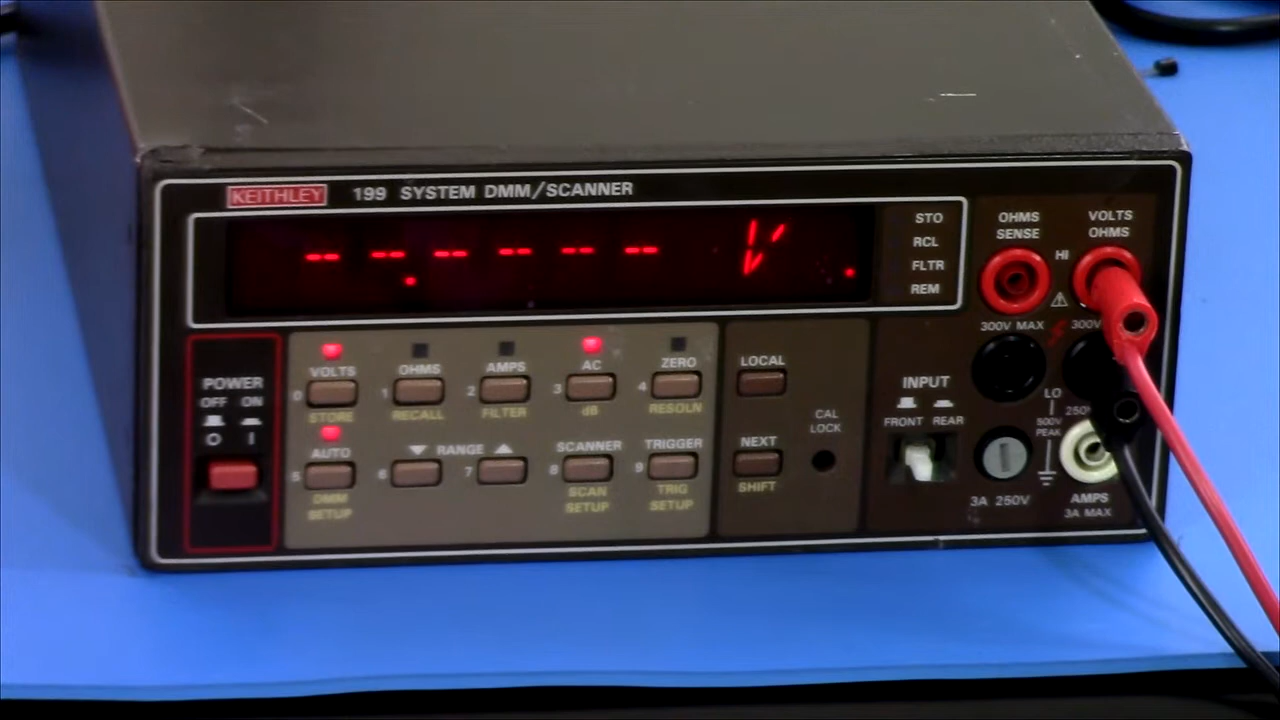 KEITHLEY 199 SYSTEM DMM/SCANNER
------ V
STO
RCL
FLTR
REM
OHMS SENSE
VOLTS OHMS
HI
300V MAX
300V
POWER
OFF ON
O I
VOLTS OHMS AMPS AC ZERO
0 1 2 3 4
STORE RECALL FILTER dB RESOLN
AUTO RANGE SCANNER TRIGGER
5 6 7 8 9
DMM SETUP
SCAN SETUP
TRIG SETUP
LOCAL
NEXT
SHIFT
CAL LOCK
INPUT
FRONT REAR
LO
500V PEAK
250V
3A 250V
AMPS
3A MAX